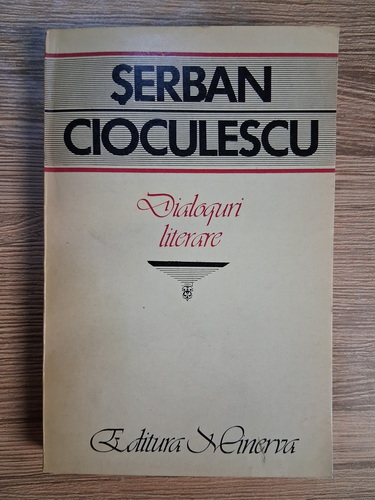 ŞERBAN
CIOCULESCU
Dialoguri
literare
Editura Minerva